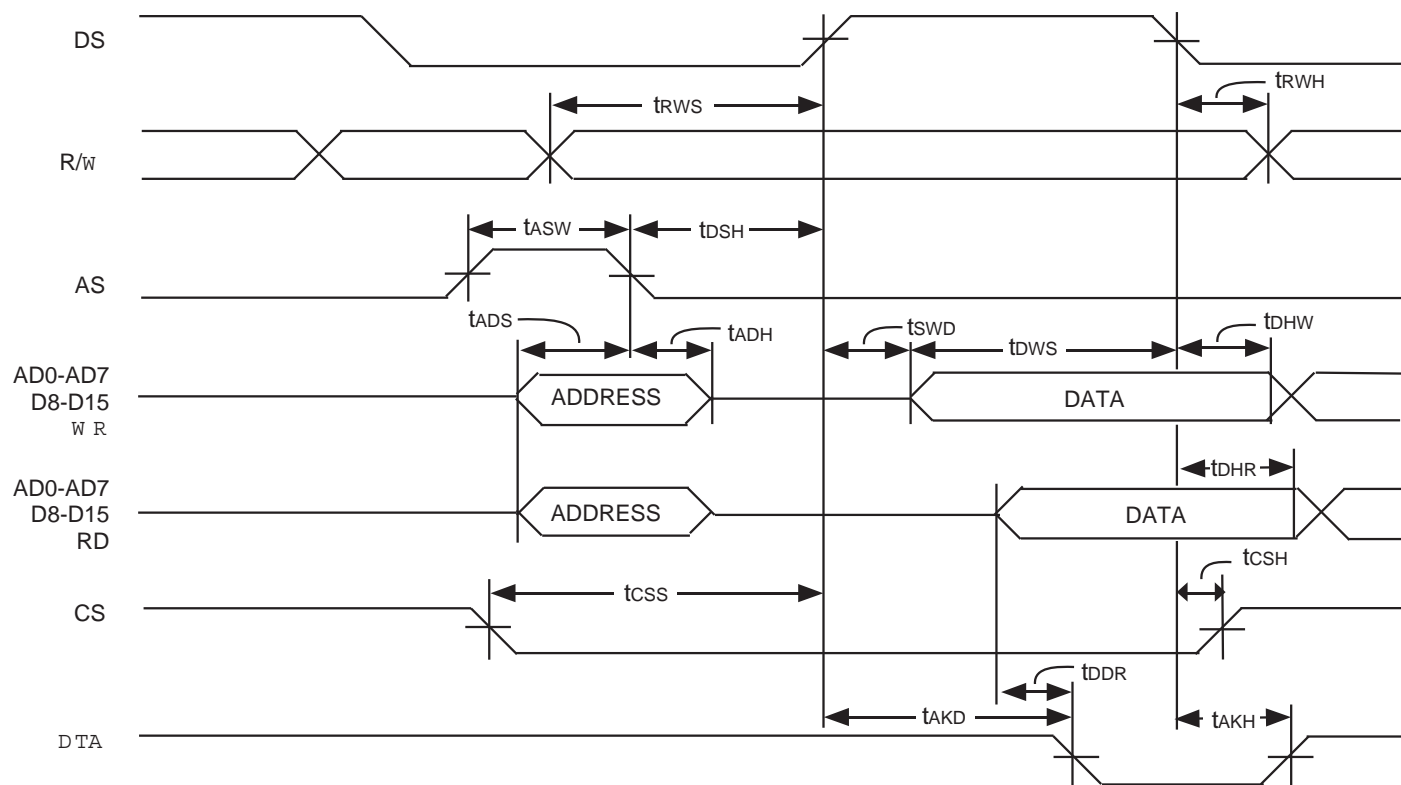 DS
tRWH
tRWS
R/W
tASW
tDSH
AS
tADS
tADH
tSWD
tDWS
tDHW
AD0-AD7
D8-D15
W R
ADDRESS
DATA
tDHR
AD0-AD7
D8-D15
RD
ADDRESS
DATA
tCSH
tCSS
CS
tDDR
tAKD
tAKH
DTA